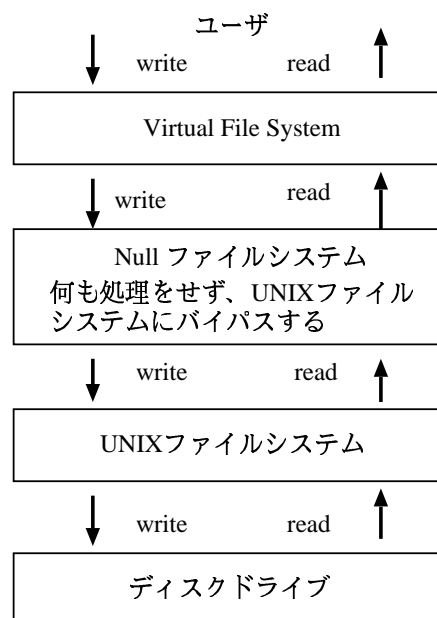 ユーザ
write read
Virtual File System
write read
Null ファイルシステム
何も処理をせず、UNIXファイル
システムにバイパスする
write read
UNIXファイルシステム
write read
ディスクドライブ